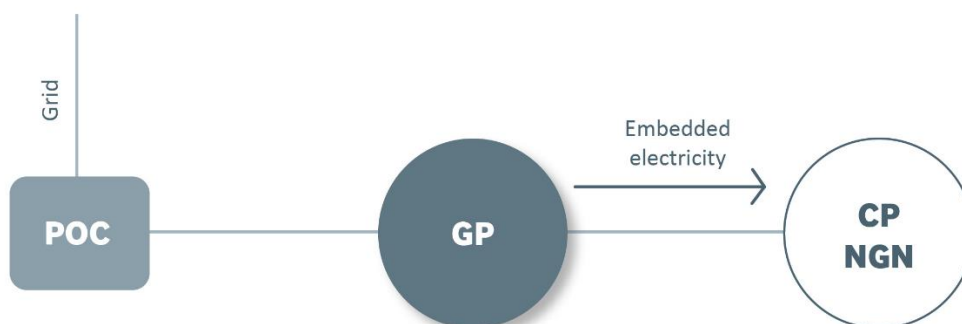 Grid
POC
GP
Embedded
electricity
CP
NGN